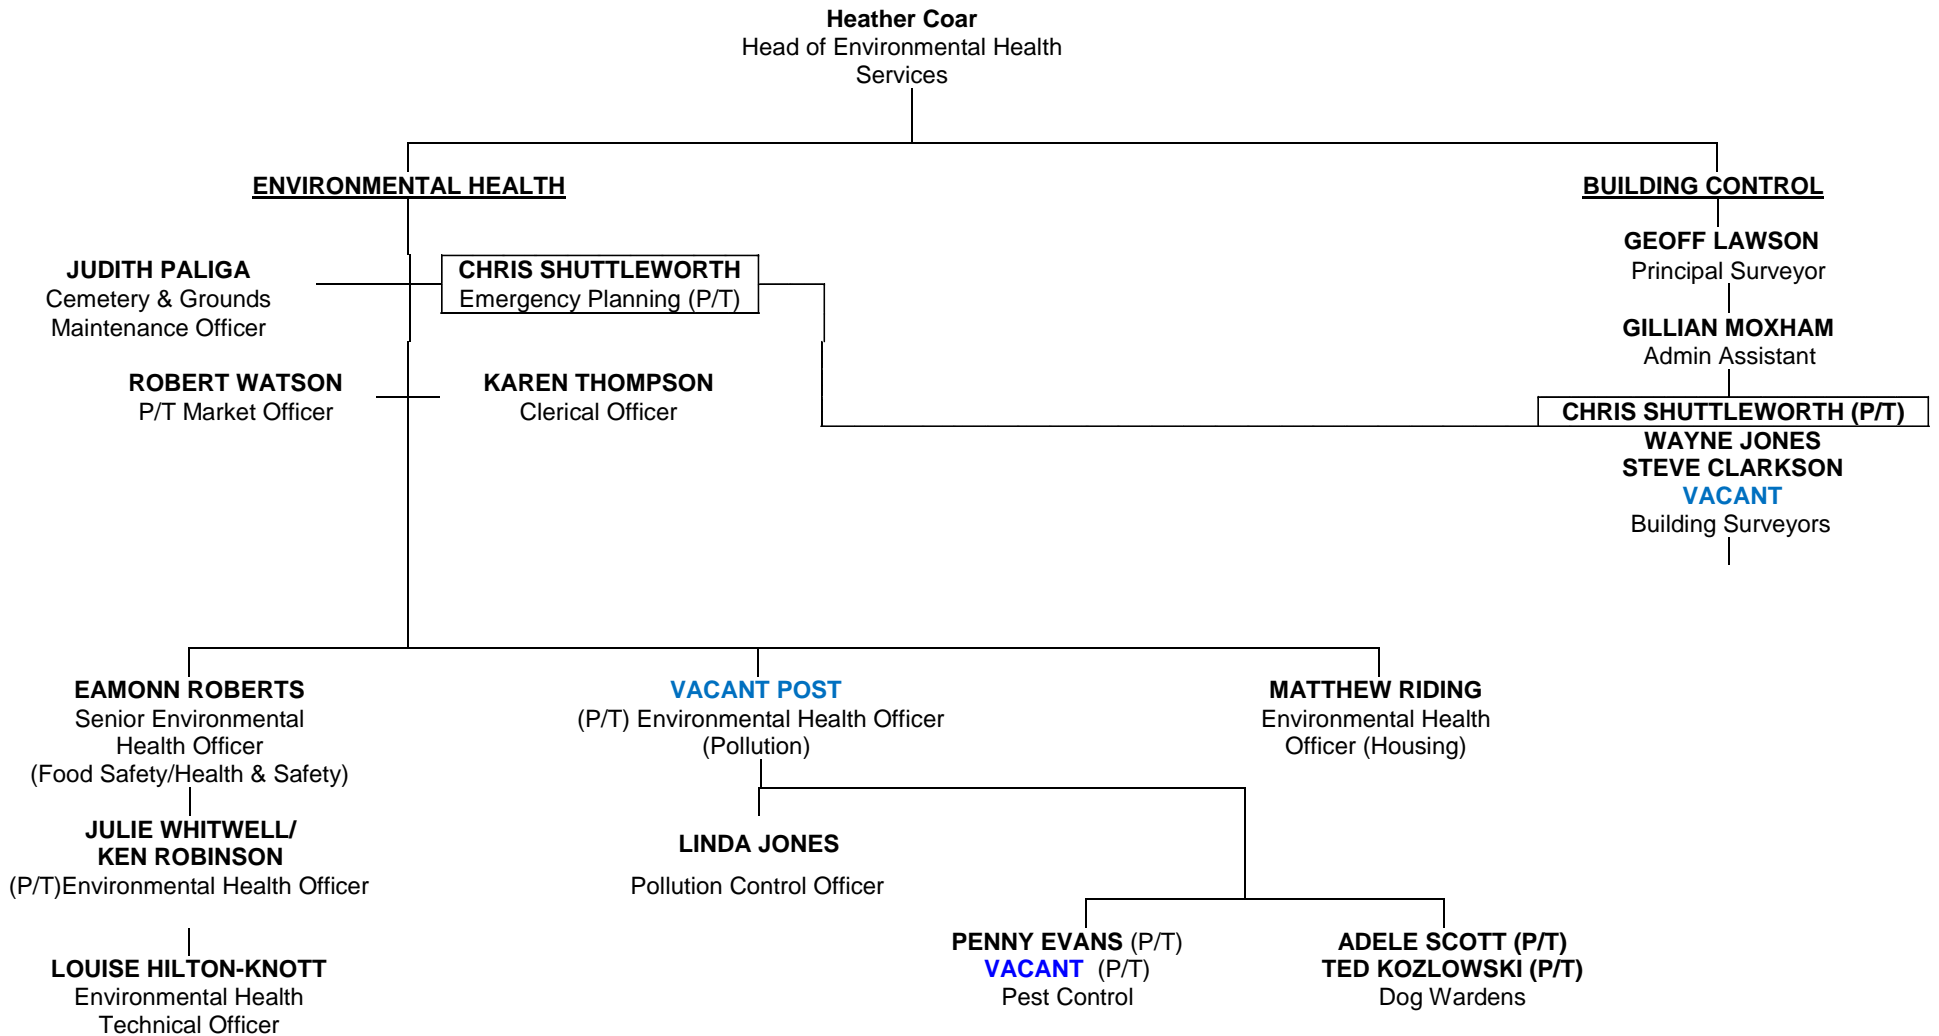 Heather Coar
Head of Environmental Health
Services
ENVIRONMENTAL HEALTH
BUILDING CONTROL
JUDITH PALIGA
Cemetery & Grounds
Maintenance Officer
CHRIS SHUTTLEWORTH
Emergency Planning (P/T)
ROBERT WATSON
P/T Market Officer
KAREN THOMPSON
Clerical Officer
GEOFF LAWSON
Principal Surveyor
GILLIAN MOXHAM
Admin Assistant
CHRIS SHUTTLEWORTH (P/T)
WAYNE JONES
STEVE CLARKSON
VACANT
Building Surveyors
EAMONN ROBERTS
Senior Environmental
Health Officer
(Food Safety/Health & Safety)
JULIE WHITWELL/
KEN ROBINSON
(P/T)Environmental Health Officer
LOUISE HILTON-KNOTT
Environmental Health
Technical Officer
VACANT POST
(P/T) Environmental Health Officer
(Pollution)
LINDA JONES
Pollution Control Officer
PENNY EVANS (P/T)
VACANT (P/T)
Pest Control
ADELE SCOTT (P/T)
TED KOZLOWSKI (P/T)
Dog Wardens
MATTHEW RIDING
Environmental Health
Officer (Housing)